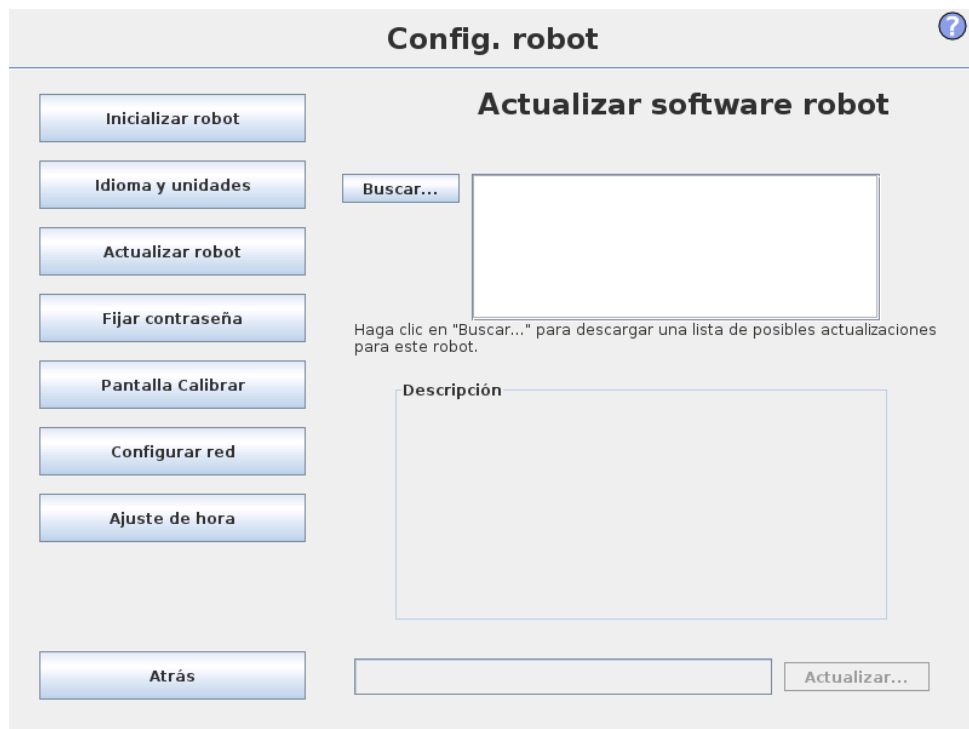 Config. robot
?
Actualizar software robot
Inicializar robot
Idioma y unidades
Actualizar robot
Fijar contraseña
Pantalla Calibrar
Configurar red
Ajuste de hora
Atrás
Buscar...
Haga clic en "Buscar..." para descargar una lista de posibles actualizaciones
para este robot.
Descripción
Actualizar...